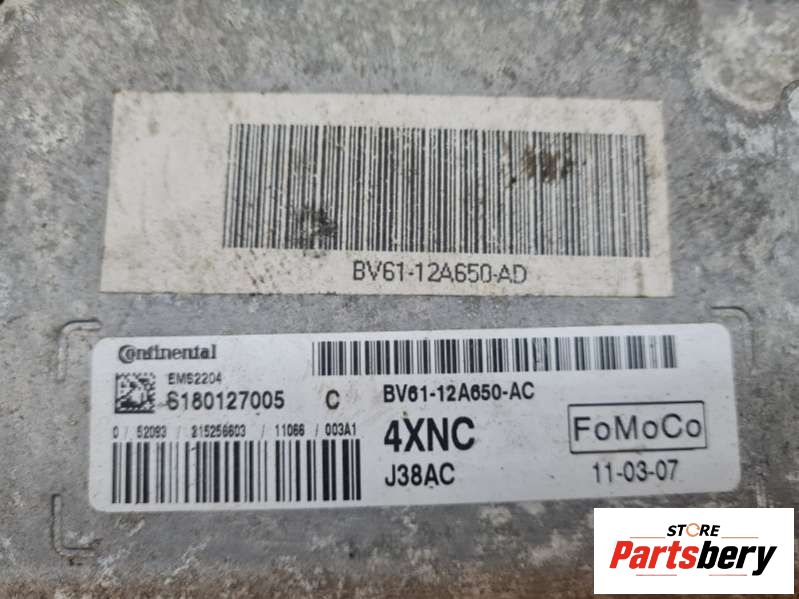 BV61-12A650-AD
Continental
EMS2204
S180127005 C
BV61-12A650-AC
0 / 52093 / 215256603 / 11066 / 003A1
4XNC
FoMoCo
J38AC
11-03-07
STORE
Partsbery